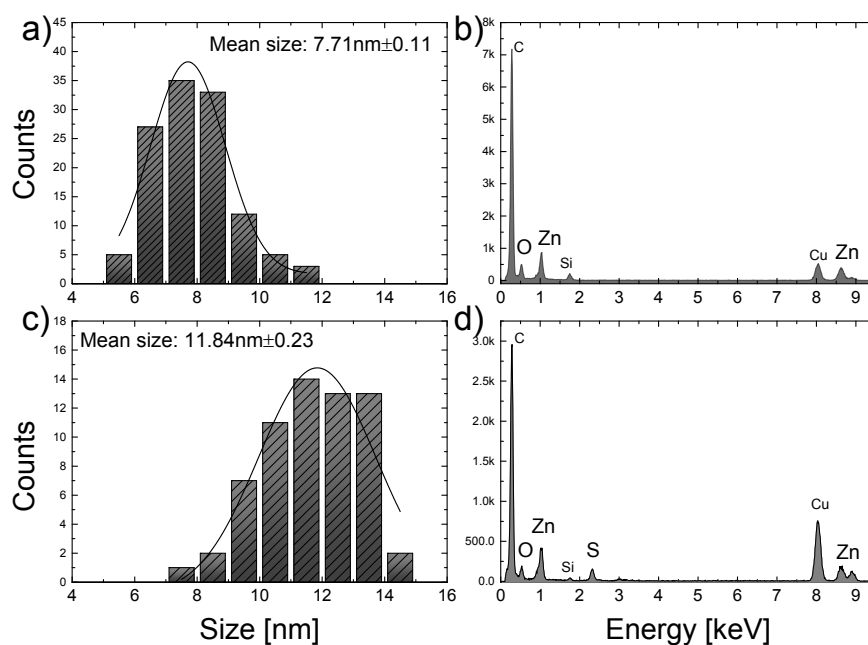 a)
Mean size: 7.71nm±0.11
Counts
45
40
35
30
25
20
15
10
5
0
4 6 8 10 12 14 16
b)
8k
7k
6k
5k
4k
3k
2k
1k
0
C
O
Zn
Si
Cu
Zn
0 1 2 3 4 5 6 7 8 9
c)
Mean size: 11.84nm±0.23
Counts
18
16
14
12
10
8
6
4
2
0
4 6 8 10 12 14 16
Size [nm]
d)
3.0k
2.5k
2.0k
1.5k
1.0k
500.0
0.0
C
O
Zn
Si
S
Cu
Zn
0 1 2 3 4 5 6 7 8 9
Energy [keV]